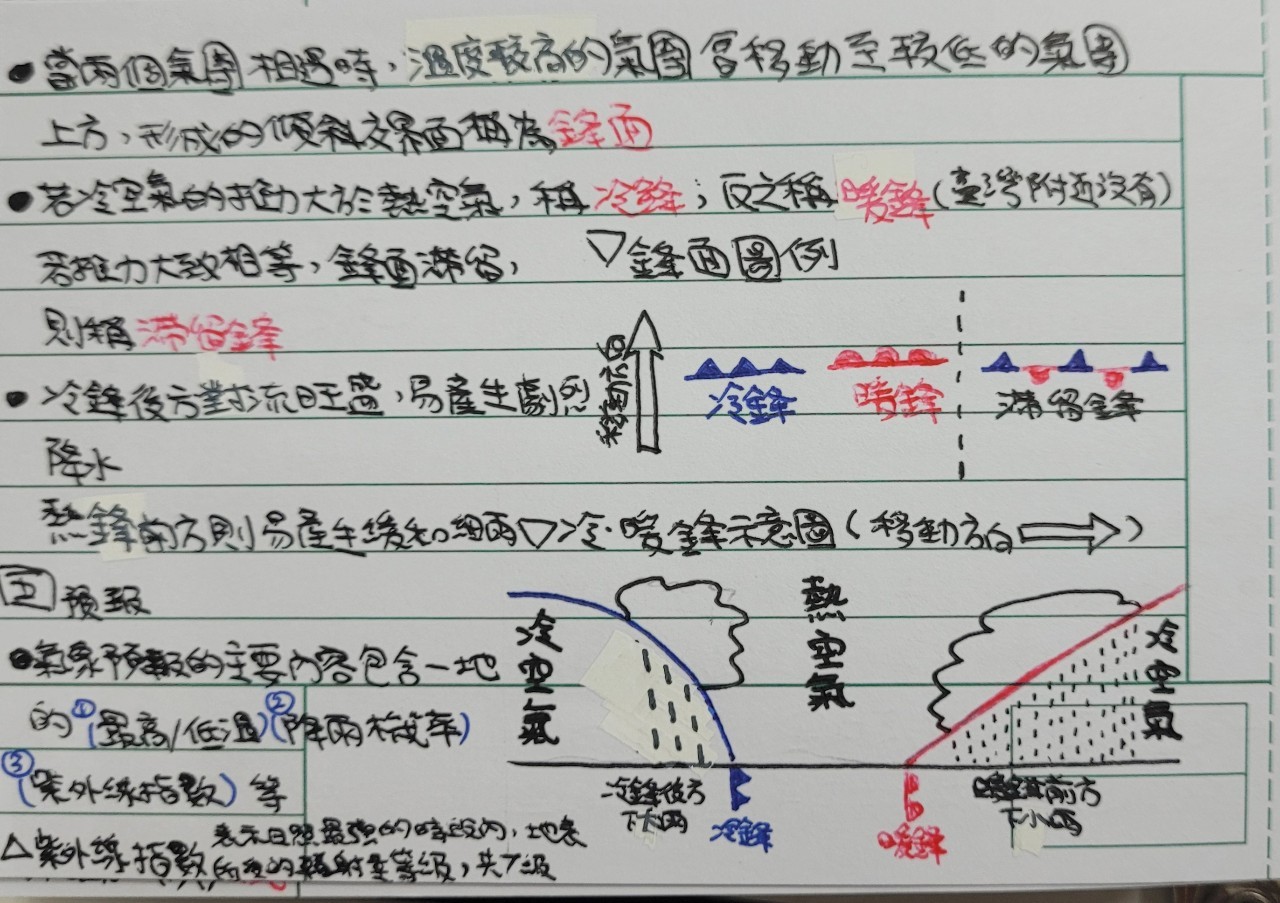 •當兩個氣團相遇時,溫度較高的氣團會移動至較低的氣團
上方,形成的傾斜交界面稱為鋒面
•若冷空氣的推力大於熱空氣,稱冷鋒;反之稱暖鋒(臺灣附近沒有)
若推力大致相等,鋒面滯留,
則稱滯留鋒
▽鋒面圖例
移動方向
冷鋒 暖鋒 滯留鋒
•冷鋒後方對流旺盛,易產生劇烈
降水
熱鋒前方則易產生緩和細雨
▽冷·暖鋒示意圖(移動方向⇨)
冷空氣
熱空氣
冷空氣
冷鋒後方
下大雨
冷鋒
暖鋒
暖鋒前方
下小雨
五 預報
•氣象預報的主要內容包含一地
的①(最高/低溫)②(降雨機率)
③(紫外線指數)等
△紫外線指數 表示日照最強的時段內,地表
所受的輻射量等級,共7級